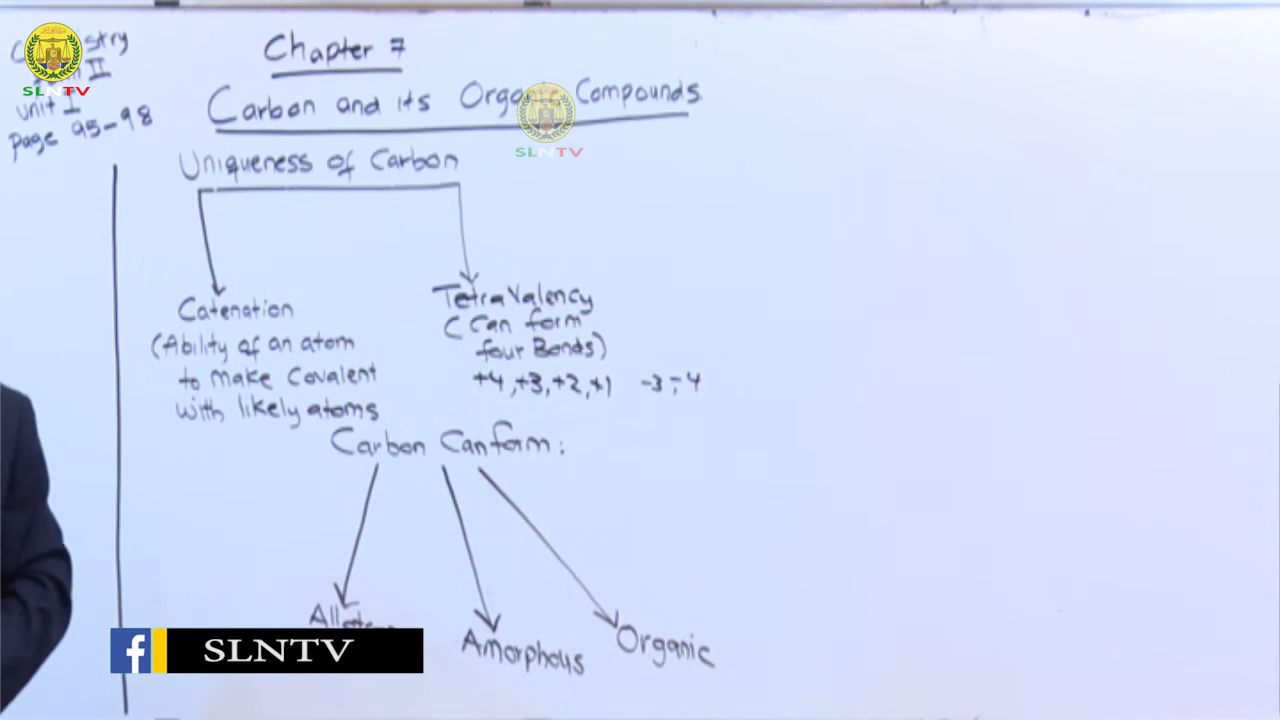 Chapter 7
II
unit I
page 95-98
Carbon and its Organic Compounds.
SLNTV
SLNTV
Uniqueness of Carbon
Catenation
(Ability of an atom
to make Covalent
with likely atoms
TetraValency
(Can form
four Bonds)
+4, +3, +2, +1 -3, -4
Carbon Can form:
Amorphous
Organic
f SLNTV